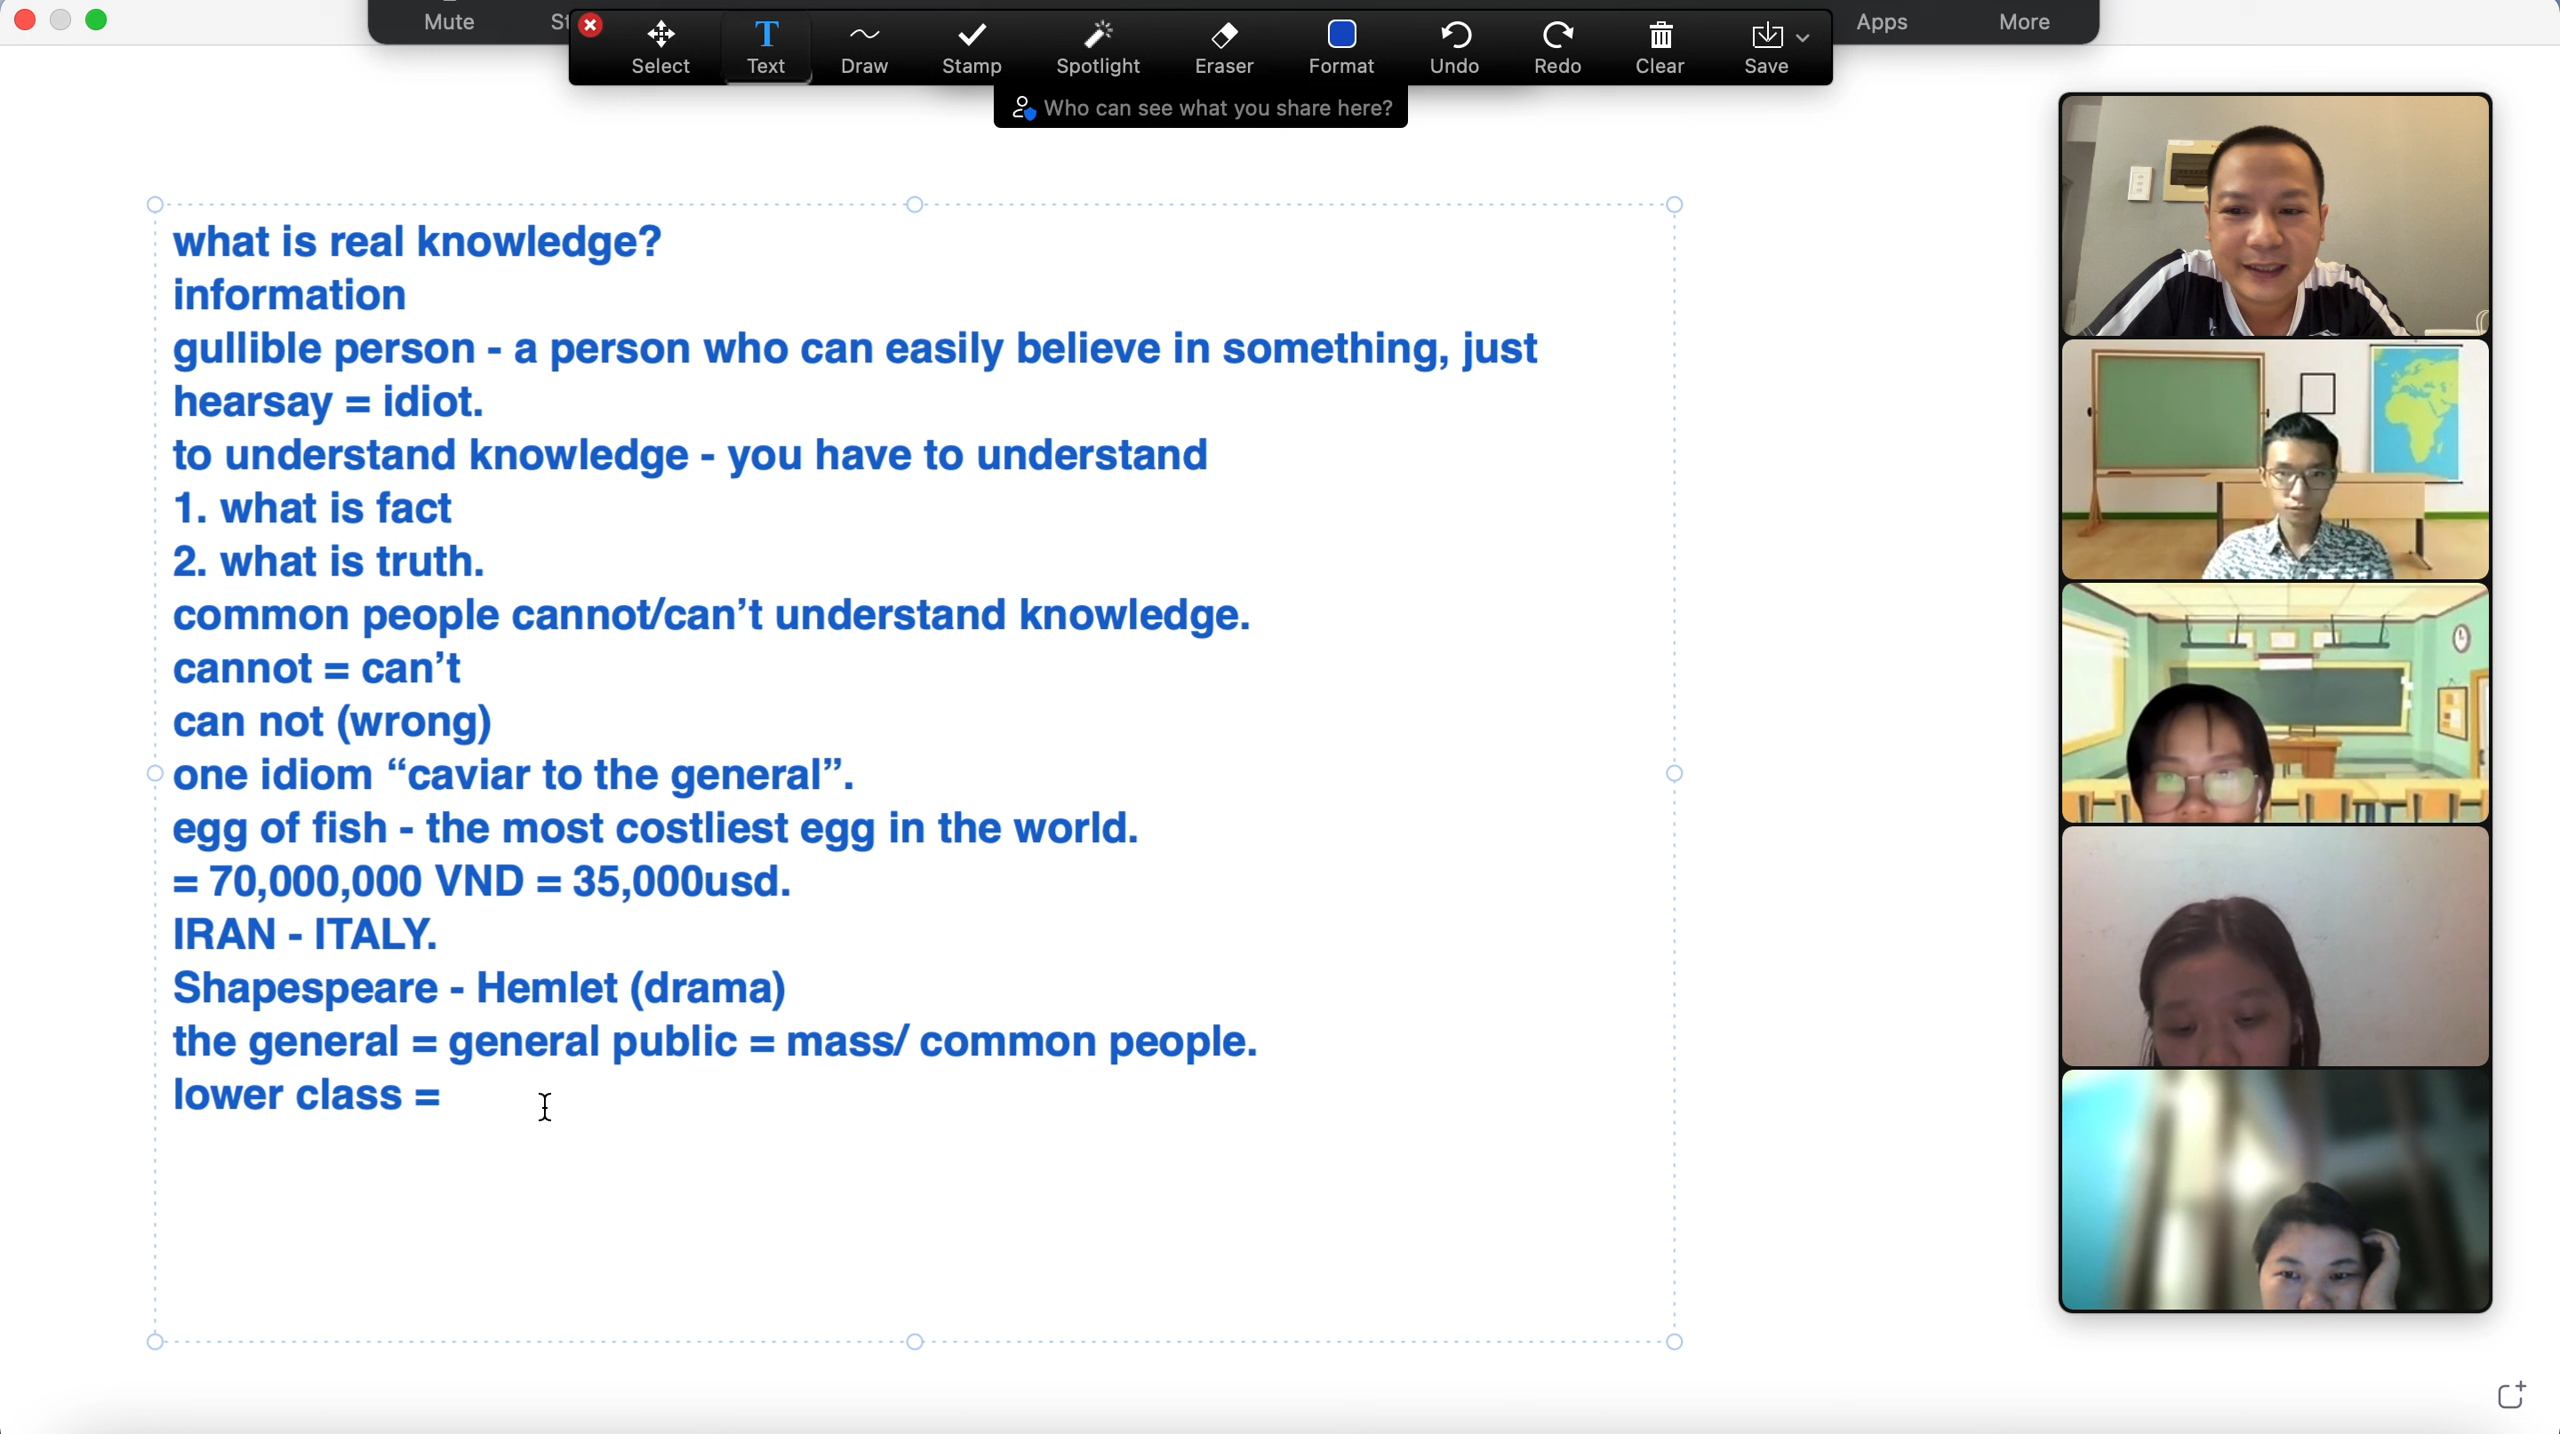 Mute
St
Select
Text
Draw
Stamp
Spotlight
Eraser
Format
Undo
Redo
Clear
Save
Apps
More
Who can see what you share here?
what is real knowledge?
information
gullible person - a person who can easily believe in something, just
hearsay = idiot.
to understand knowledge - you have to understand
1. what is fact
2. what is truth.
common people cannot/can’t understand knowledge.
cannot = can’t
can not (wrong)
one idiom “caviar to the general”.
egg of fish - the most costliest egg in the world.
= 70,000,000 VND = 35,000usd.
IRAN - ITALY.
Shapespeare - Hemlet (drama)
the general = general public = mass/ common people.
lower class =